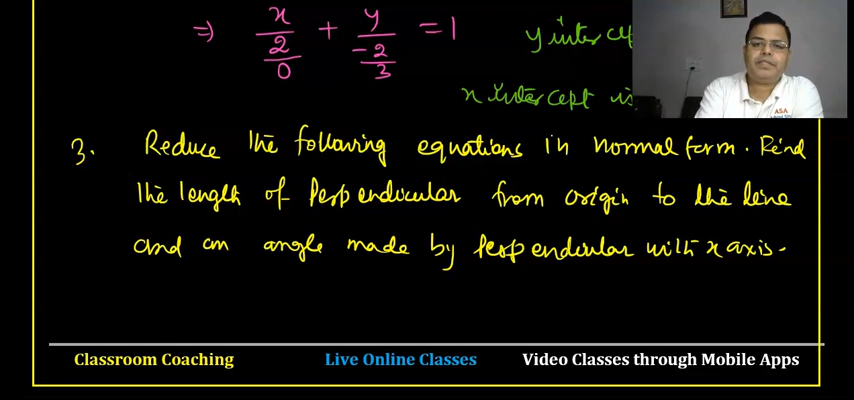 ⇒ x/(2/0) + y/(-2/3) = 1
y inter
x intercept is
3. Reduce the following equations in normal form. Find
the length of perpendicular from origin to the line
and an angle made by perpendicular with x axis.
ASA
Classroom Coaching Live Online Classes Video Classes through Mobile Apps